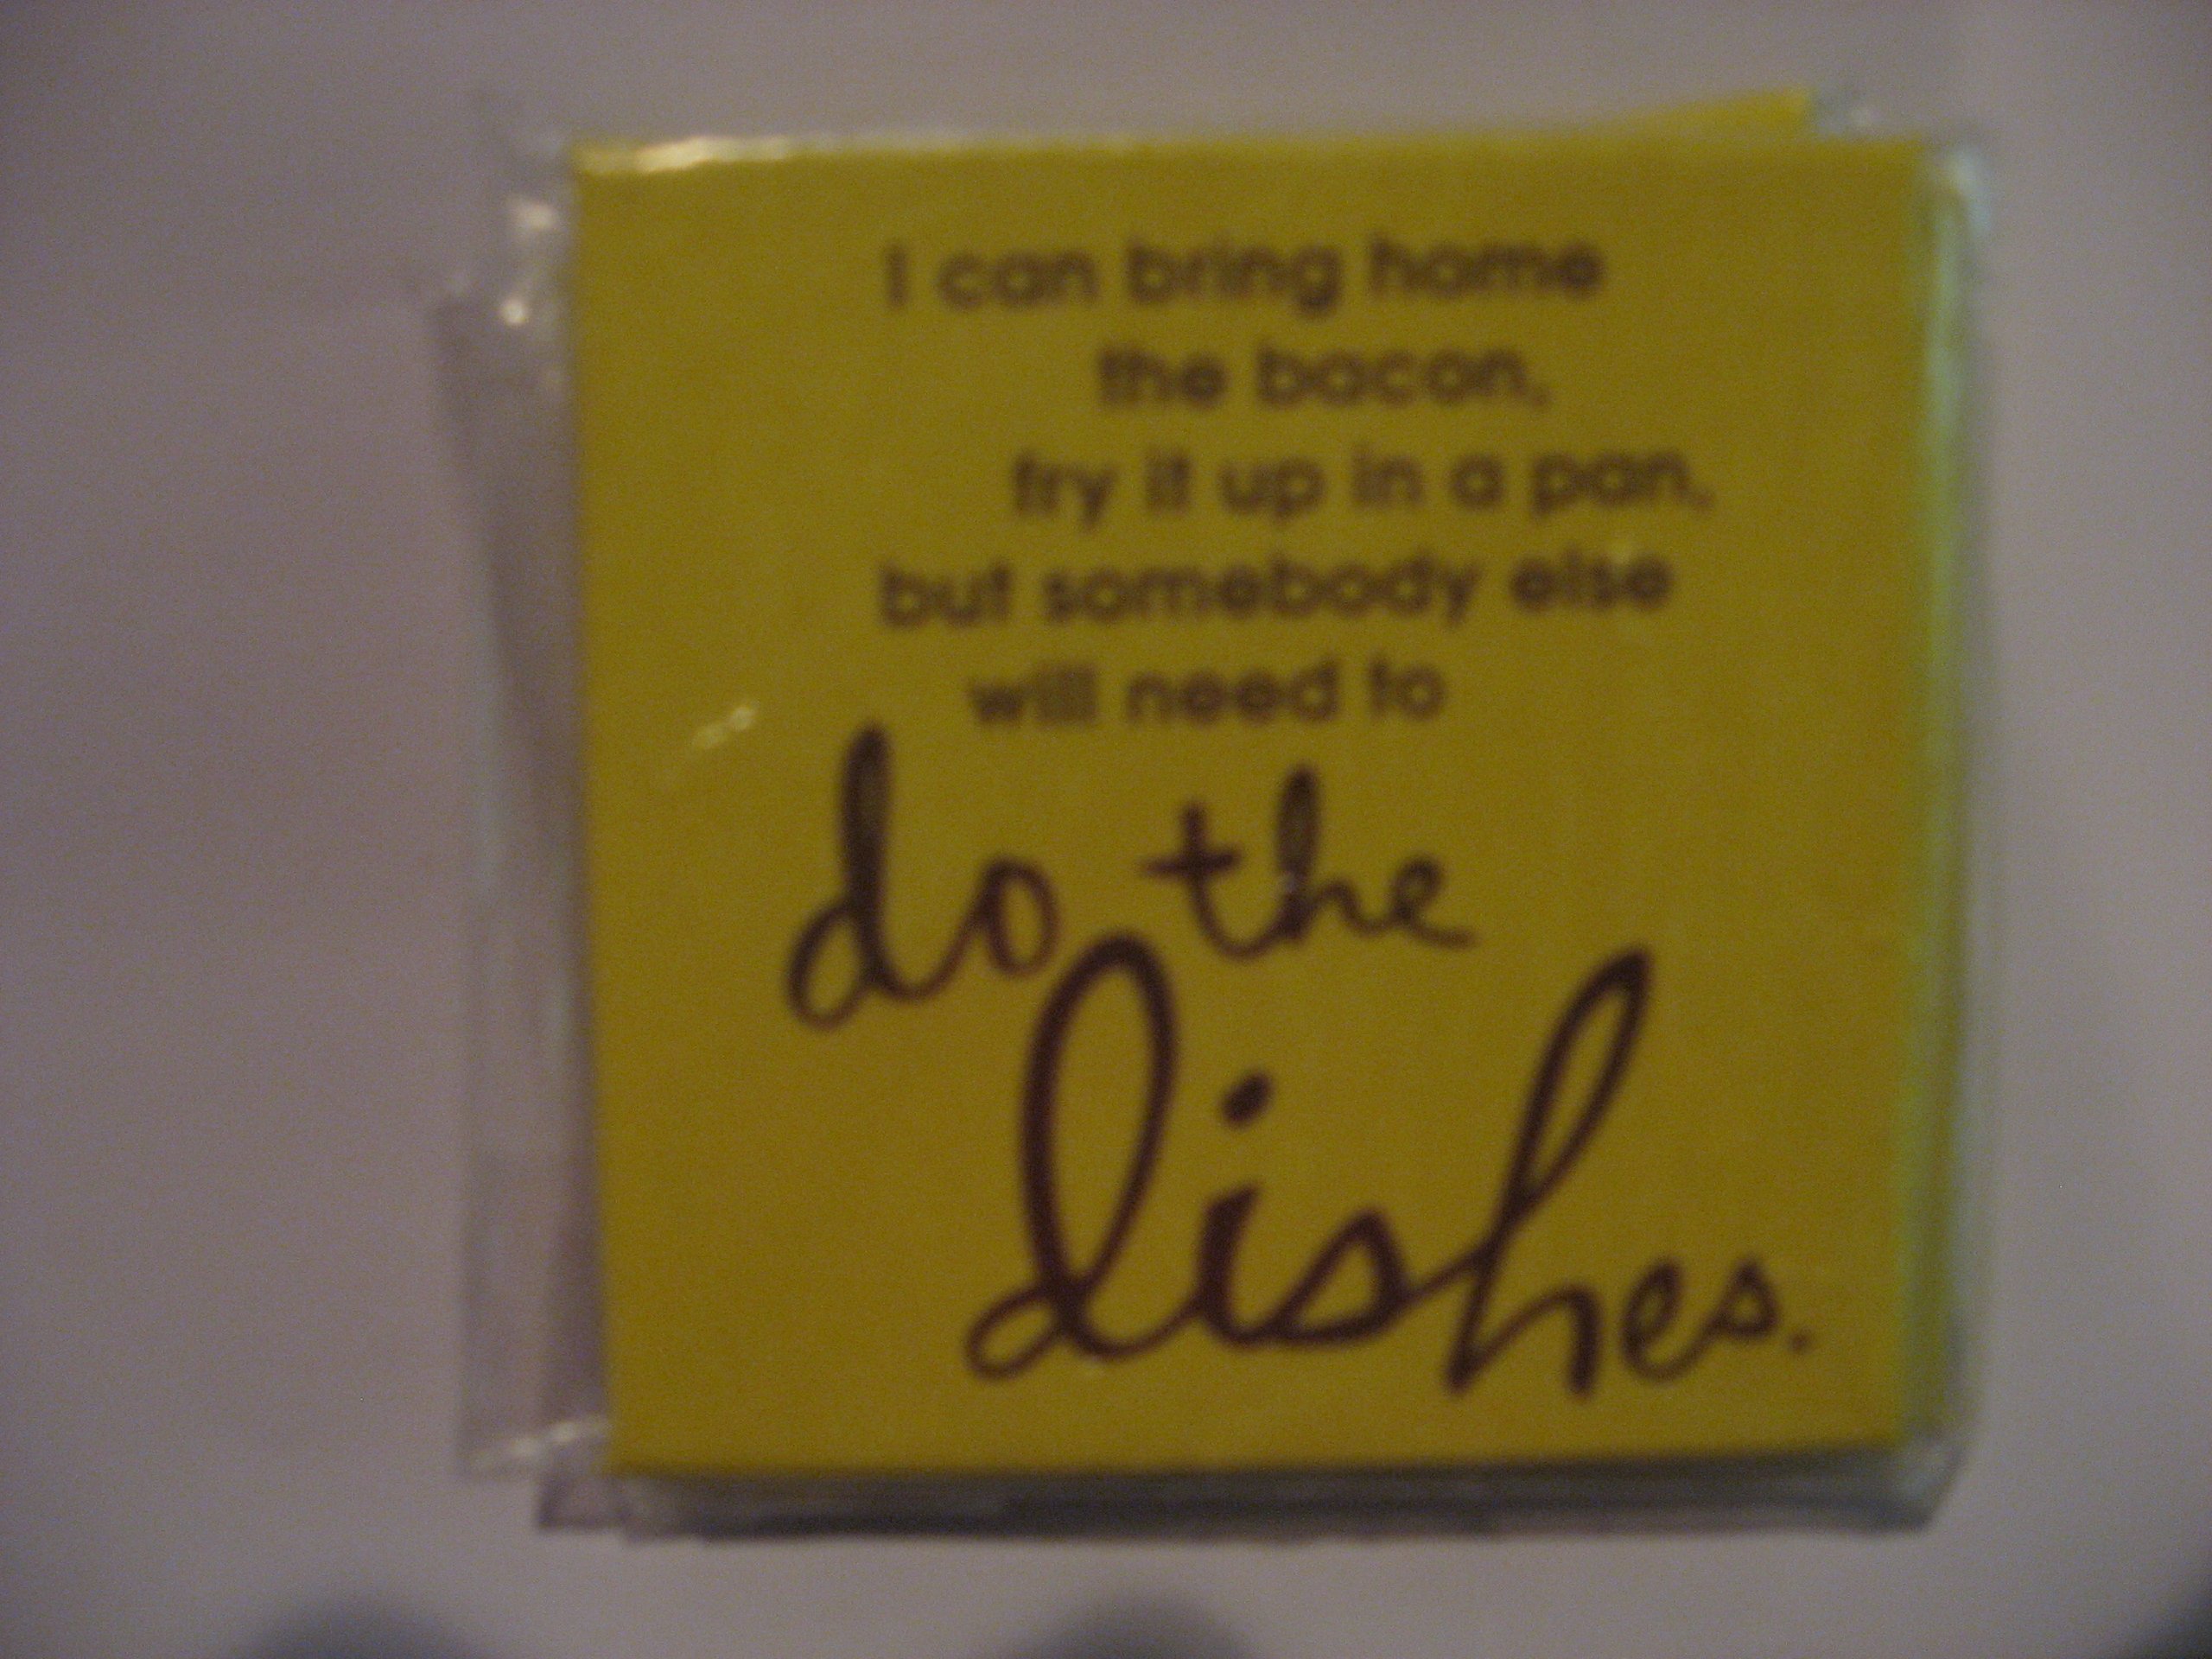 I can bring home
the bacon,
fry it up in a pan,
but somebody else
will need to
do the
dishes.